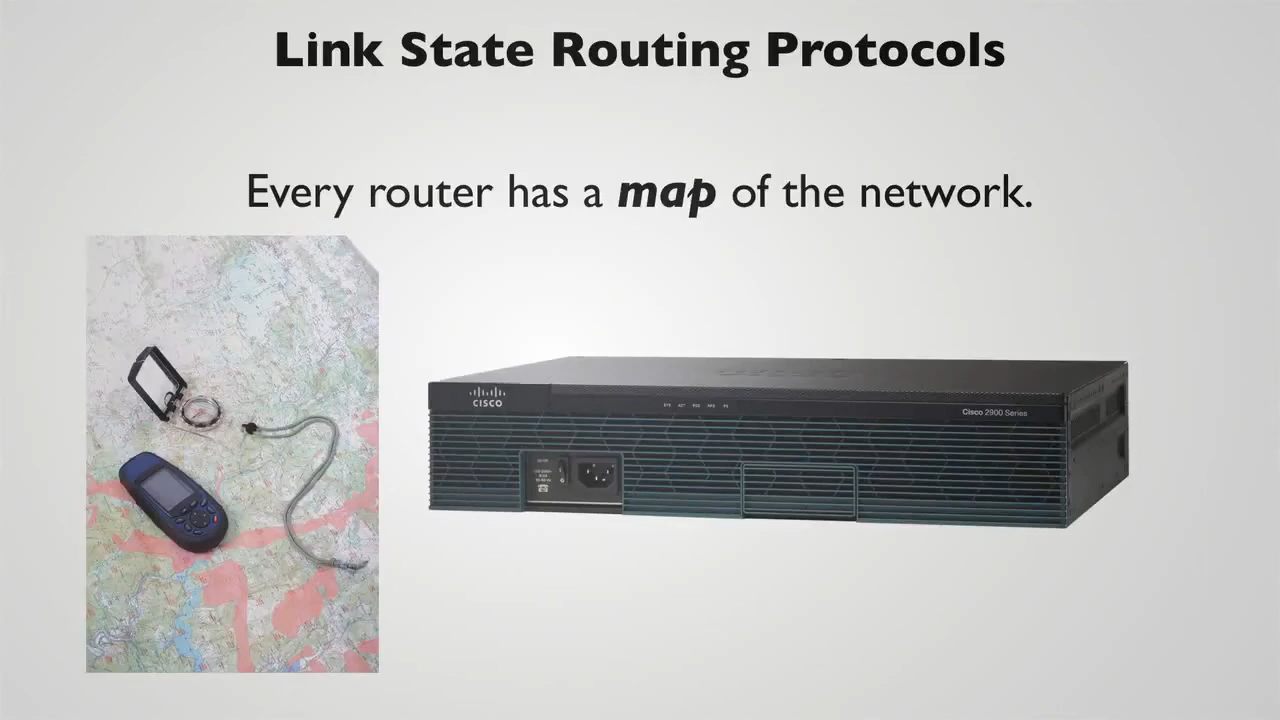 Link State Routing Protocols
Every router has a map of the network.
CISCO
Cisco 2900 Series